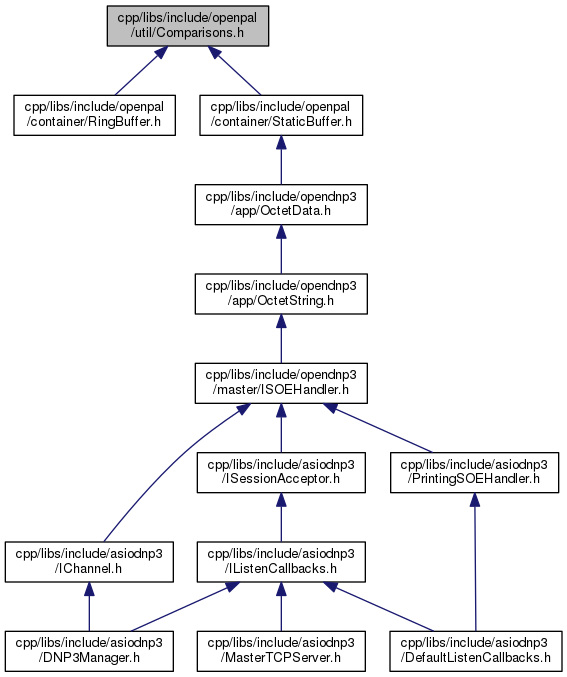 cpp/libs/include/openpal
/util/Comparisons.h
cpp/libs/include/openpal
/container/RingBuffer.h
cpp/libs/include/openpal
/container/StaticBuffer.h
cpp/libs/include/opendnp3
/app/OctetData.h
cpp/libs/include/opendnp3
/app/OctetString.h
cpp/libs/include/opendnp3
/master/ISOEHandler.h
cpp/libs/include/asiodnp3
/ISessionAcceptor.h
cpp/libs/include/asiodnp3
/PrintingSOEHandler.h
cpp/libs/include/asiodnp3
/IChannel.h
cpp/libs/include/asiodnp3
/IListenCallbacks.h
cpp/libs/include/asiodnp3
/DNP3Manager.h
cpp/libs/include/asiodnp3
/MasterTCPServer.h
cpp/libs/include/asiodnp3
/DefaultListenCallbacks.h